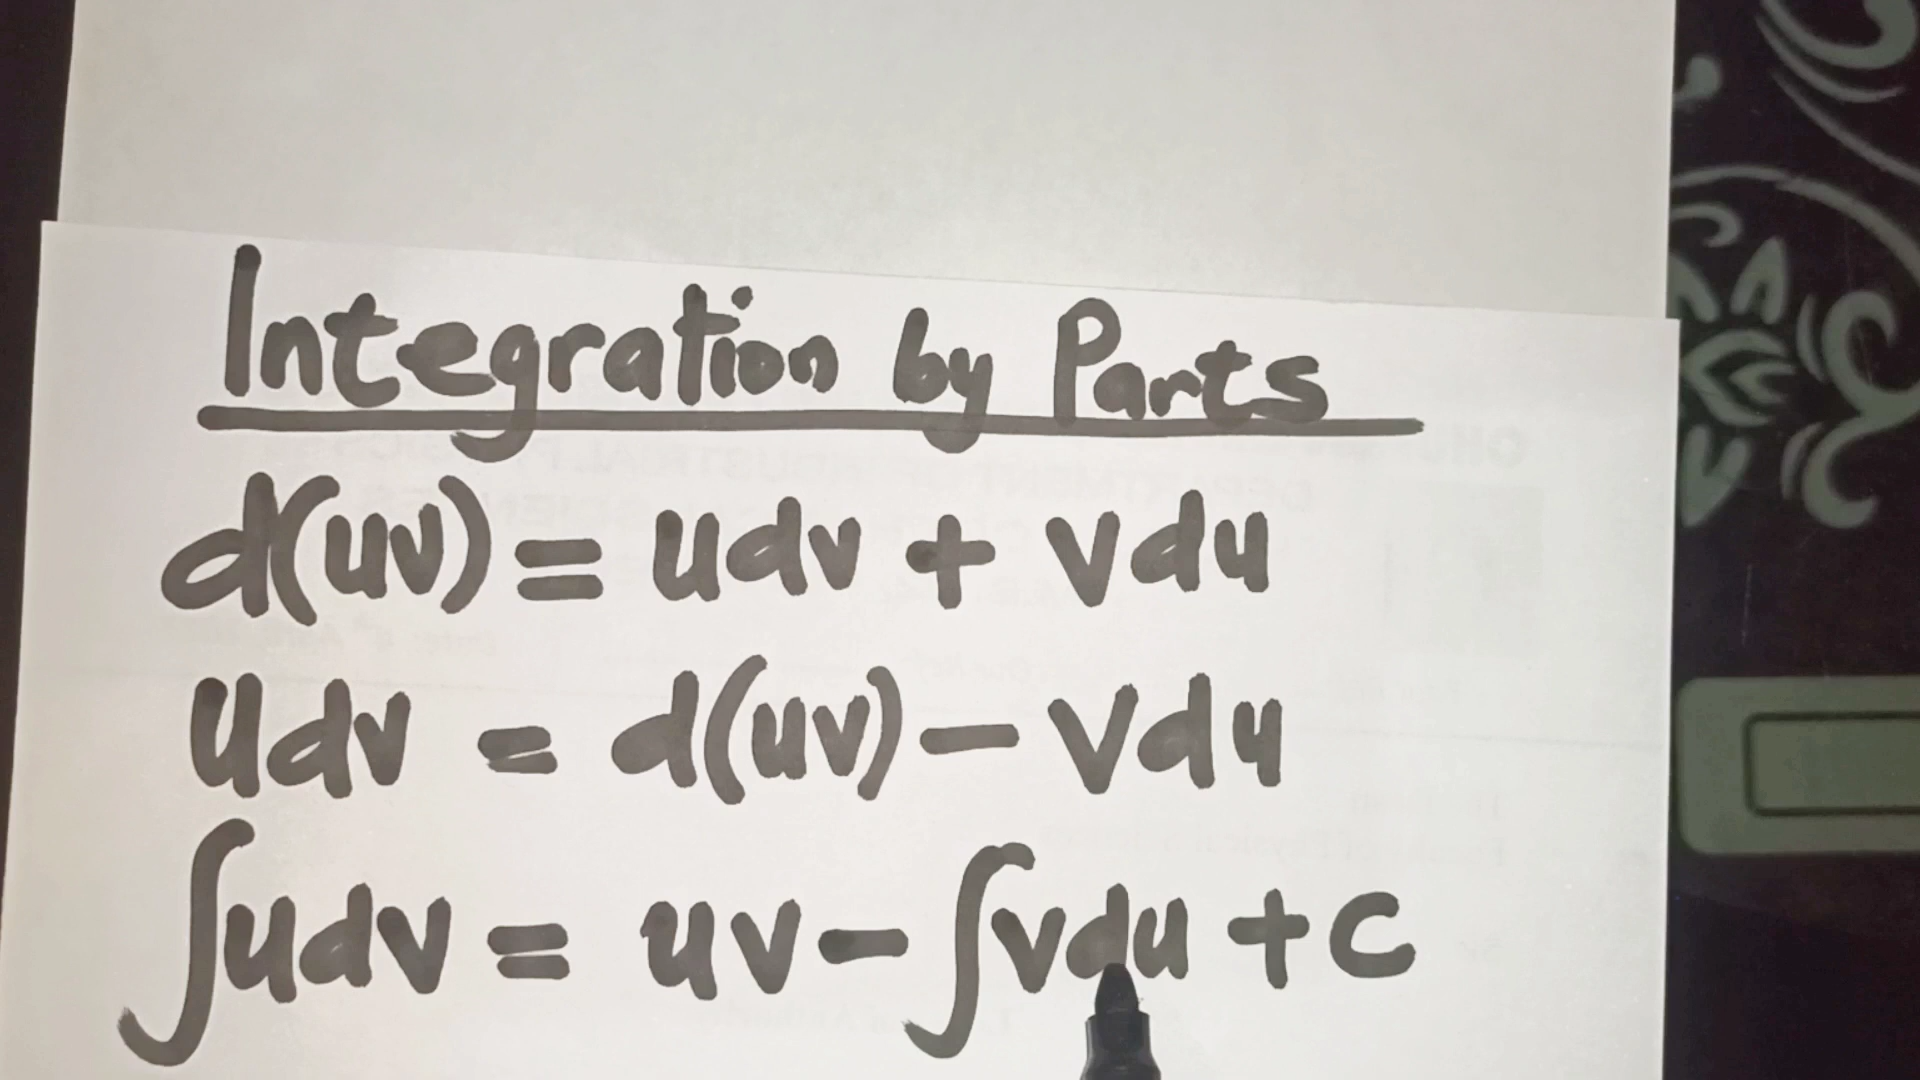 Integration by Parts
d(uv) = udv + vdu
udv = d(uv) - vdu
∫udv = uv - ∫vdu + c